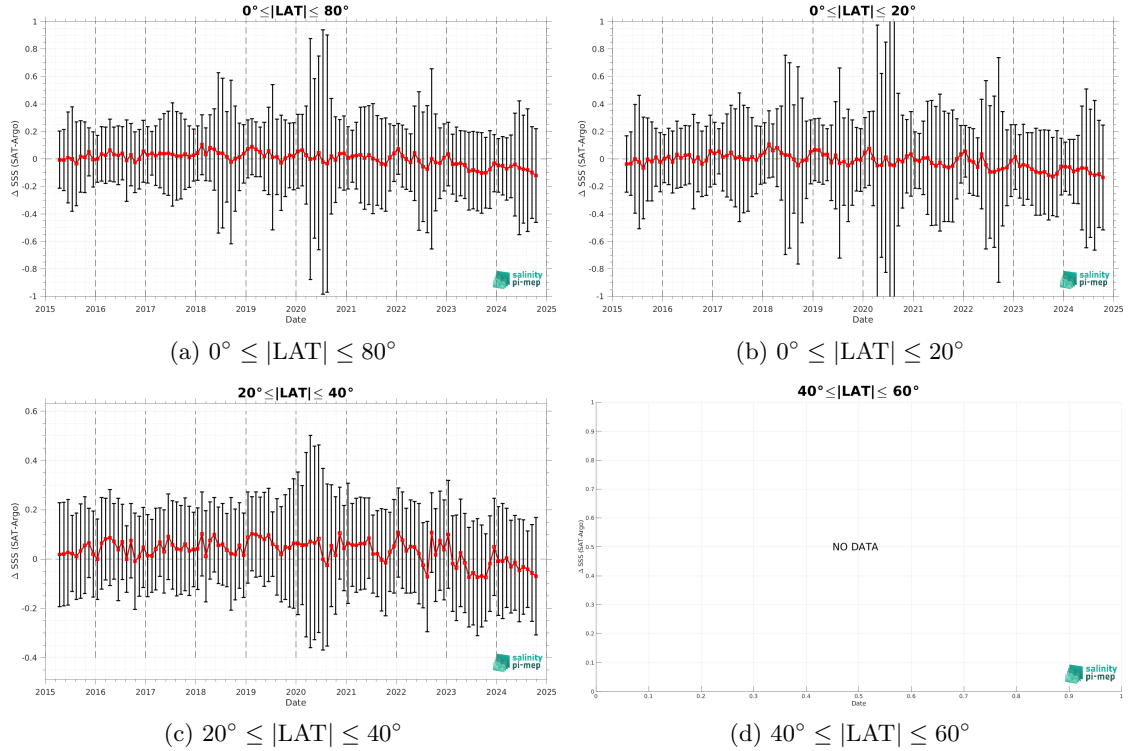 0°≤|LAT|≤ 80°
1
0.8
0.6
0.4
0.2
0
-0.2
-0.4
-0.6
-0.8
-1
Δ SSS (SAT-Argo)
2015 2016 2017 2018 2019 2020 2021 2022 2023 2024 2025
Date
salinity
pi-mep
(a) 0° ≤ |LAT| ≤ 80°
0°≤|LAT|≤ 20°
1
0.8
0.6
0.4
0.2
0
-0.2
-0.4
-0.6
-0.8
-1
Δ SSS (SAT-Argo)
2015 2016 2017 2018 2019 2020 2021 2022 2023 2024 2025
Date
salinity
pi-mep
(b) 0° ≤ |LAT| ≤ 20°
20°≤|LAT|≤ 40°
0.6
0.4
0.2
0
-0.2
-0.4
Δ SSS (SAT-Argo)
2015 2016 2017 2018 2019 2020 2021 2022 2023 2024 2025
Date
salinity
pi-mep
(c) 20° ≤ |LAT| ≤ 40°
40°≤|LAT|≤ 60°
1
0.9
0.8
0.7
0.6
0.5
0.4
0.3
0.2
0.1
0
Δ SSS (SAT-Argo)
NO DATA
0 0.1 0.2 0.3 0.4 0.5 0.6 0.7 0.8 0.9 1
Date
salinity
pi-mep
(d) 40° ≤ |LAT| ≤ 60°